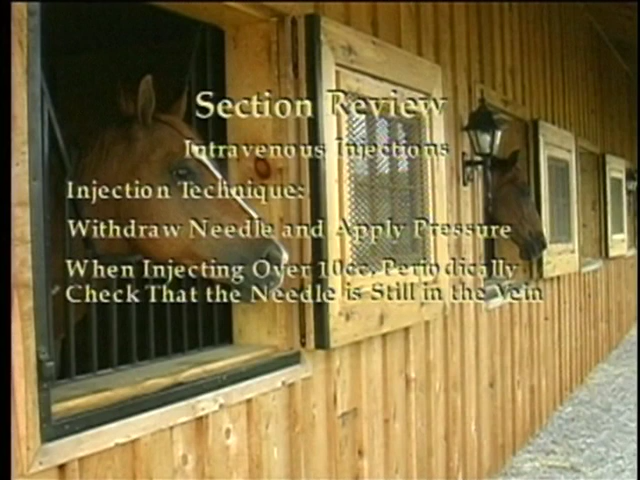 Section Review
Intravenous Injections
Injection Technique:
Withdraw Needle and Apply Pressure
When Injecting Over 10cc, Periodically
Check That the Needle is Still in the Vein